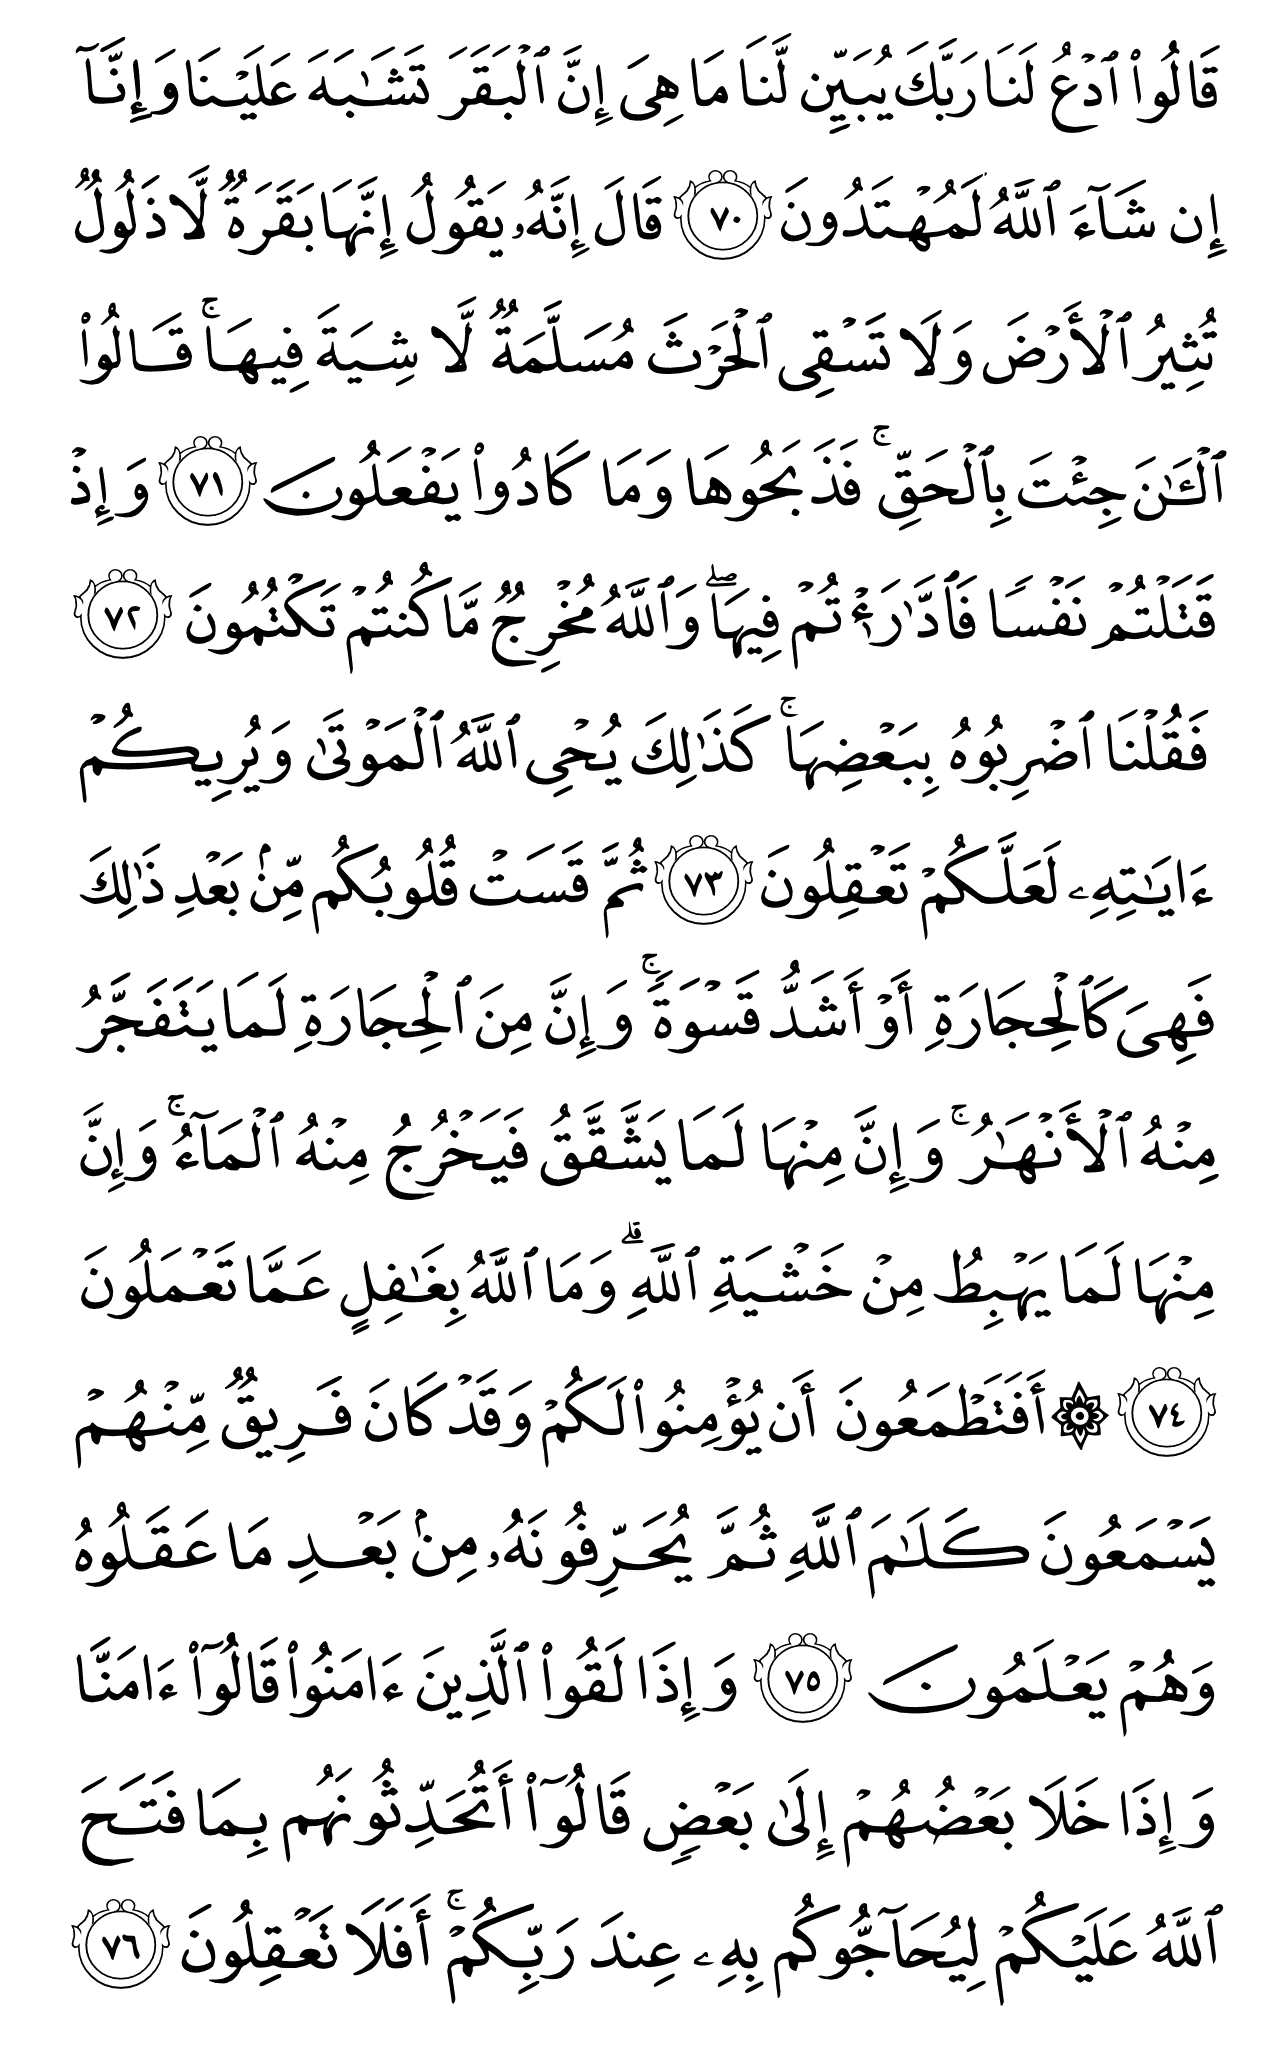 قَالُوا۟ ٱدۡعُ لَنَا رَبَّكَ يُبَيِّن لَّنَا مَا هِىَ إِنَّ ٱلۡبَقَرَ تَشَـٰبَهَ عَلَيۡنَا وَإِنَّآ
إِن شَآءَ ٱللَّهُ لَمُهۡتَدُونَ ٧٠ قَالَ إِنَّهُۥ يَقُولُ إِنَّهَا بَقَرَةٌ لَّا ذَلُولٌ
تُثِيرُ ٱلۡأَرۡضَ وَلَا تَسۡقِى ٱلۡحَرۡثَ مُسَلَّمَةٌ لَّا شِيَةَ فِيهَاۚ قَالُوا۟
ٱلۡـَٔـٰنَ جِئۡتَ بِٱلۡحَقِّۚ فَذَبَحُوهَا وَمَا كَادُوا۟ يَفۡعَلُونَ ٧١ وَإِذۡ
قَتَلۡتُمۡ نَفۡسًا فَٱدَّٰرَٰٔتُمۡ فِيهَاۖ وَٱللَّهُ مُخۡرِجٌ مَّا كُنتُمۡ تَكۡتُمُونَ ٧٢
فَقُلۡنَا ٱضۡرِبُوهُ بِبَعۡضِهَاۚ كَذَٰلِكَ يُحۡىِ ٱللَّهُ ٱلۡمَوۡتَىٰ وَيُرِيكُمۡ
ءَايَـٰتِهِۦ لَعَلَّكُمۡ تَعۡقِلُونَ ٧٣ ثُمَّ قَسَتۡ قُلُوبُكُم مِّنۢ بَعۡدِ ذَٰلِكَ
فَهِىَ كَٱلۡحِجَارَةِ أَوۡ أَشَدُّ قَسۡوَةًۚ وَإِنَّ مِنَ ٱلۡحِجَارَةِ لَمَا يَتَفَجَّرُ
مِنۡهُ ٱلۡأَنۡهَـٰرُۚ وَإِنَّ مِنۡهَا لَمَا يَشَّقَّقُ فَيَخۡرُجُ مِنۡهُ ٱلۡمَآءُۚ وَإِنَّ
مِنۡهَا لَمَا يَهۡبِطُ مِنۡ خَشۡيَةِ ٱللَّهِۗ وَمَا ٱللَّهُ بِغَـٰفِلٍ عَمَّا تَعۡمَلُونَ
٧٤ ۞ أَفَتَطۡمَعُونَ أَن يُؤۡمِنُوا۟ لَكُمۡ وَقَدۡ كَانَ فَرِيقٌ مِّنۡهُمۡ
يَسۡمَعُونَ كَلَـٰمَ ٱللَّهِ ثُمَّ يُحَرِّفُونَهُۥ مِنۢ بَعۡدِ مَا عَقَلُوهُ
وَهُمۡ يَعۡلَمُونَ ٧٥ وَإِذَا لَقُوا۟ ٱلَّذِينَ ءَامَنُوا۟ قَالُوٓا۟ ءَامَنَّا
وَإِذَا خَلَا بَعۡضُهُمۡ إِلَىٰ بَعۡضٍ قَالُوٓا۟ أَتُحَدِّثُونَهُم بِمَا فَتَحَ
ٱللَّهُ عَلَيۡكُمۡ لِيُحَآجُّوكُم بِهِۦ عِندَ رَبِّكُمۡۚ أَفَلَا تَعۡقِلُونَ ٧٦